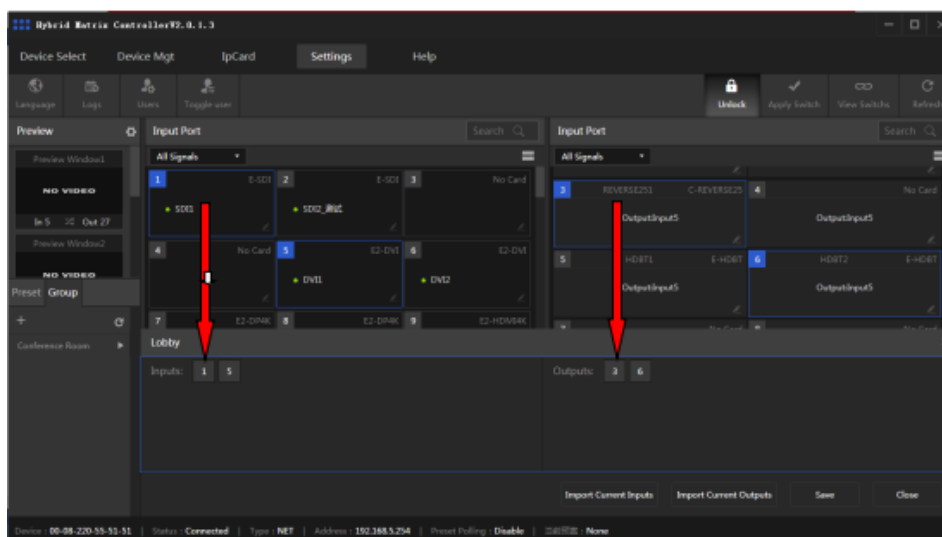 Hybrid Matrix ControllerV2.0.1.3
Device Select Device Mgt IpCard Settings Help
Language Logs Users Toggle user Unlock Apply Switch View Switchs Refresh
Preview Input Port Search Input Port Search
Preview Window1 All Signals All Signals
1 E-SDI 2 E-SDI 3 No Card
SDI1 SDI2_测试
3 REVERSE251 C-REVERSE25 4 No Card
OutputInput5 OutputInput5
NO VIDEO
In 5 Out 27
Preview Window2
NO VIDEO
4 No Card 5 E2-DVI 6 E2-DVI
DVI1 DVI2
5 HDBT1 E-HDBT 6 HDBT2 E-HDBT
OutputInput5 OutputInput5
Preset Group
7 E2-DP4K 8 E2-DP4K 9 E2-HDMI4K
+
Conference Room
Lobby
Inputs: 1 5 Outputs: 3 6
Import Current Inputs Import Current Outputs Save Close
Device : 00-08-220-55-51-51 | Status : Connected | Type : NET | Address : 192.168.5.254 | Preset Polling : Disable | 当前预案 : None